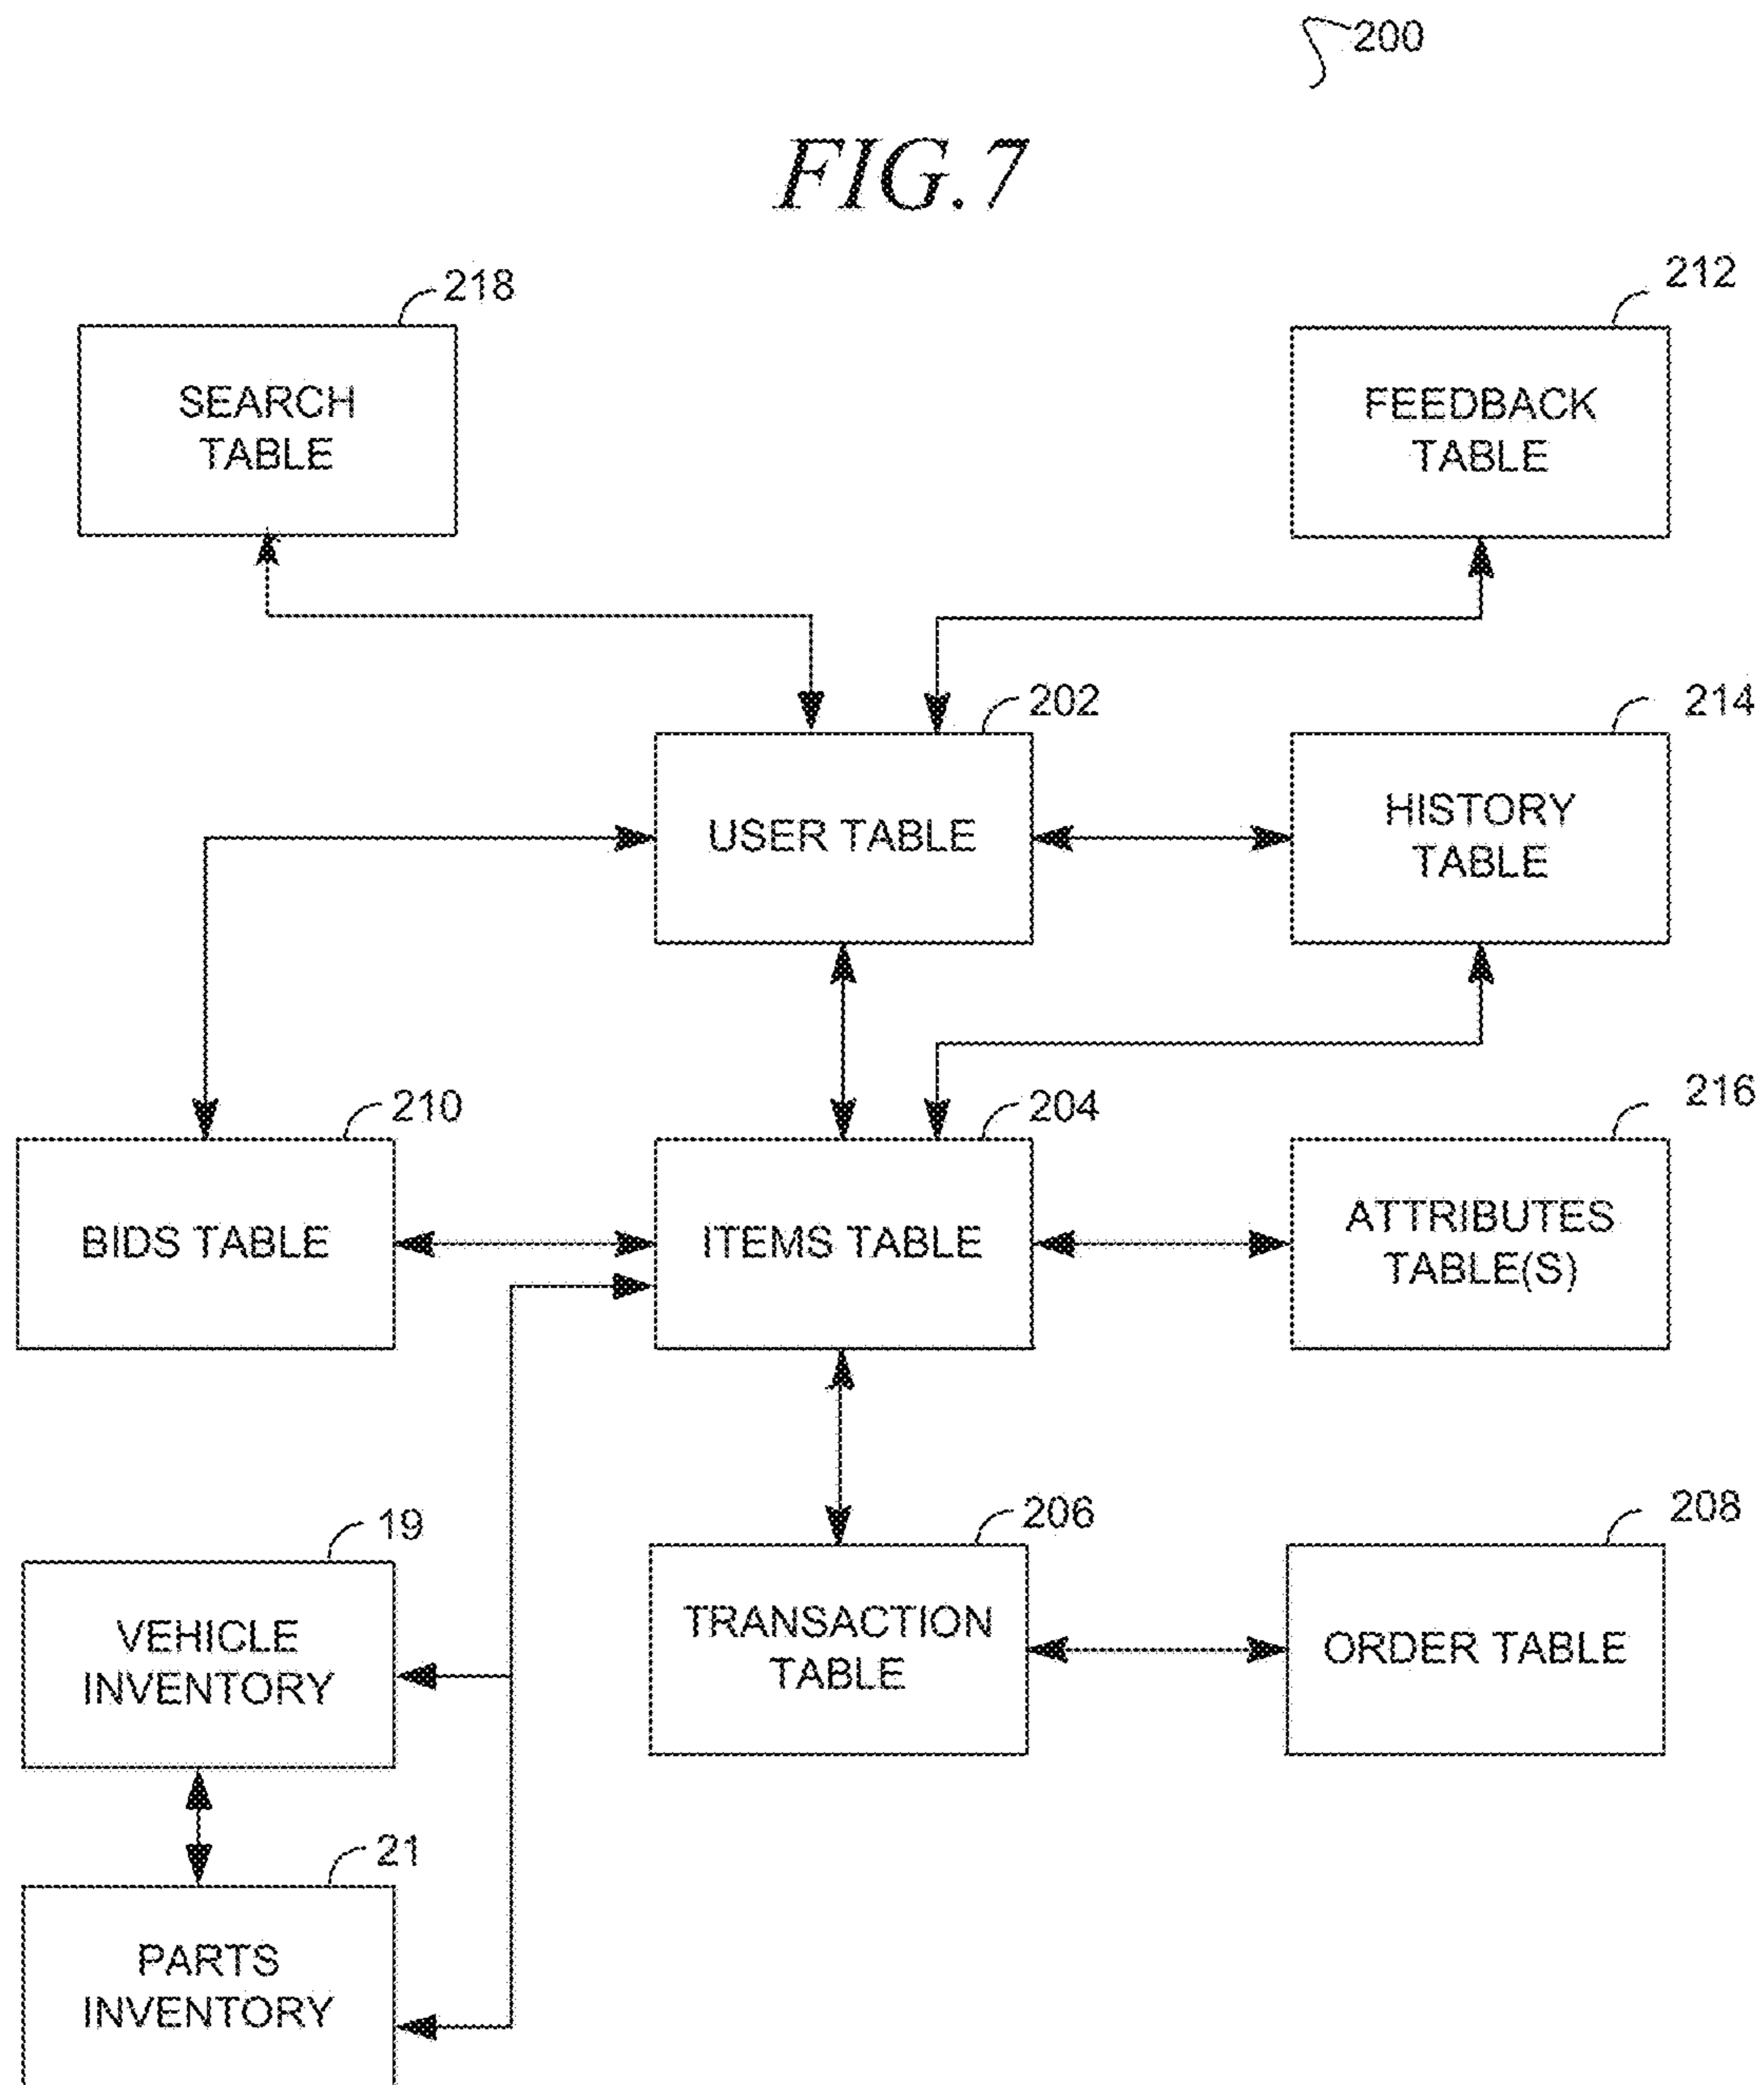 200
FIG.7
218
212
SEARCH
TABLE
FEEDBACK
TABLE
202
214
USER TABLE
HISTORY
TABLE
210
204
216
BIDS TABLE
ITEMS TABLE
ATTRIBUTES
TABLE(S)
19
206
208
VEHICLE
INVENTORY
TRANSACTION
TABLE
ORDER TABLE
21
PARTS
INVENTORY